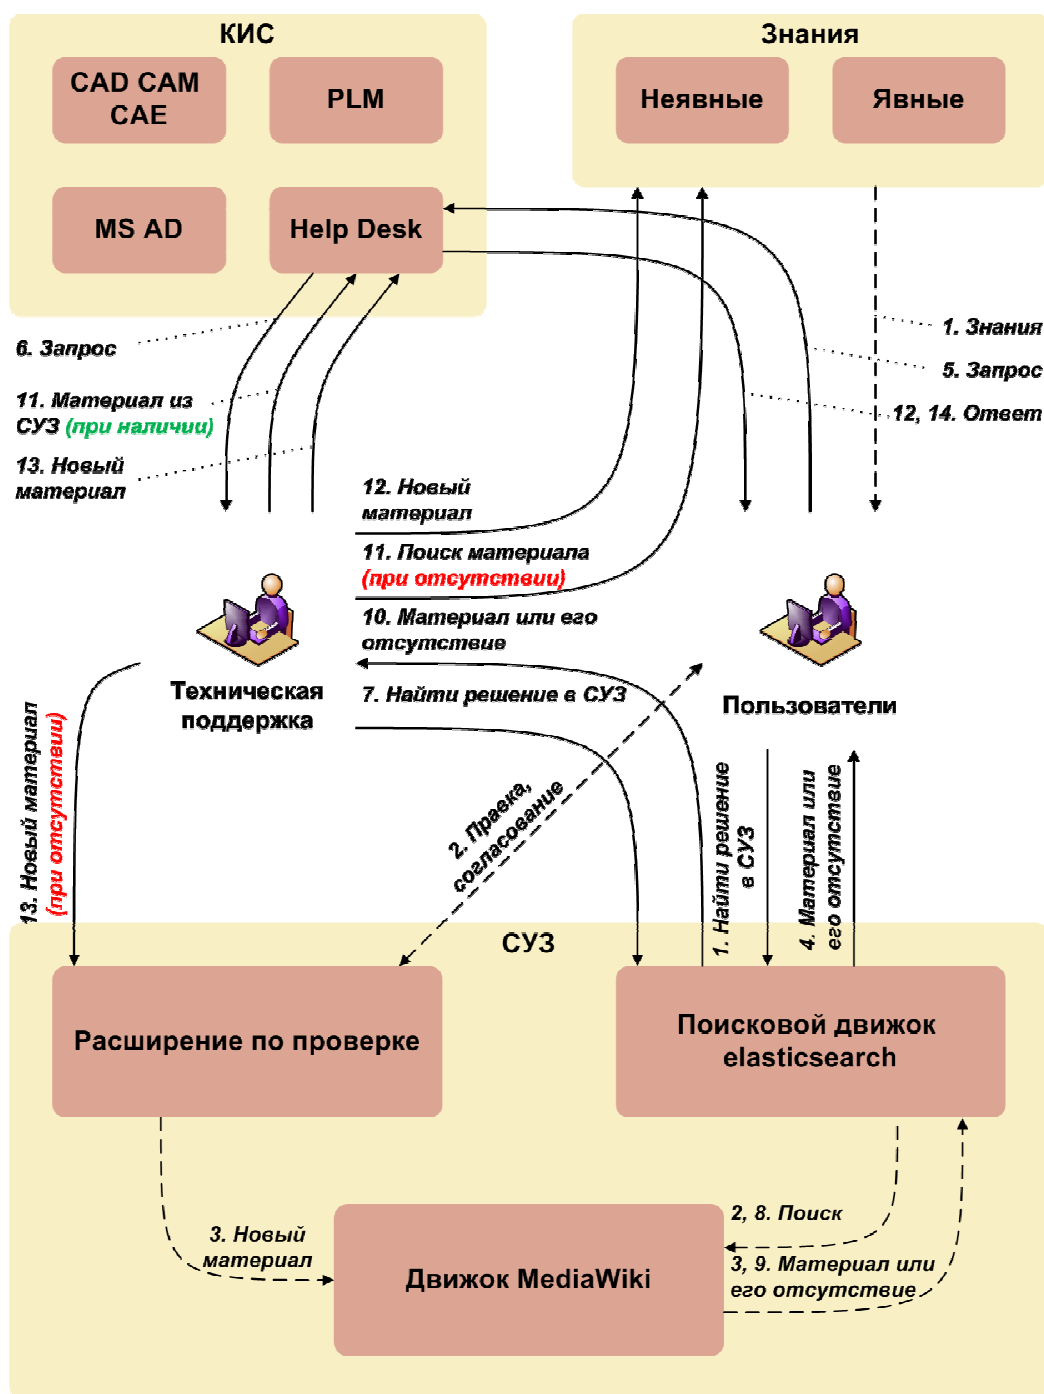 КИС
CAD CAM
CAE
PLM
MS AD
Help Desk
Знания
Неявные
Явные
6. Запрос
11. Материал из
СУЗ (при наличии)
13. Новый
материал
1. Знания
5. Запрос
12, 14. Ответ
12. Новый
материал
11. Поиск материала
(при отсутствии)
10. Материал или его
отсутствие
7. Найти решение в СУЗ
Техническая
поддержка
Пользователи
13. Новый материал
(при отсутствии)
2. Правка,
согласование
1. Найти решение
в СУЗ
4. Материал или
его отсутствие
СУЗ
Расширение по проверке
Поисковой движок
elasticsearch
3. Новый
материал
Движок MediaWiki
2, 8. Поиск
3, 9. Материал или
его отсутствие